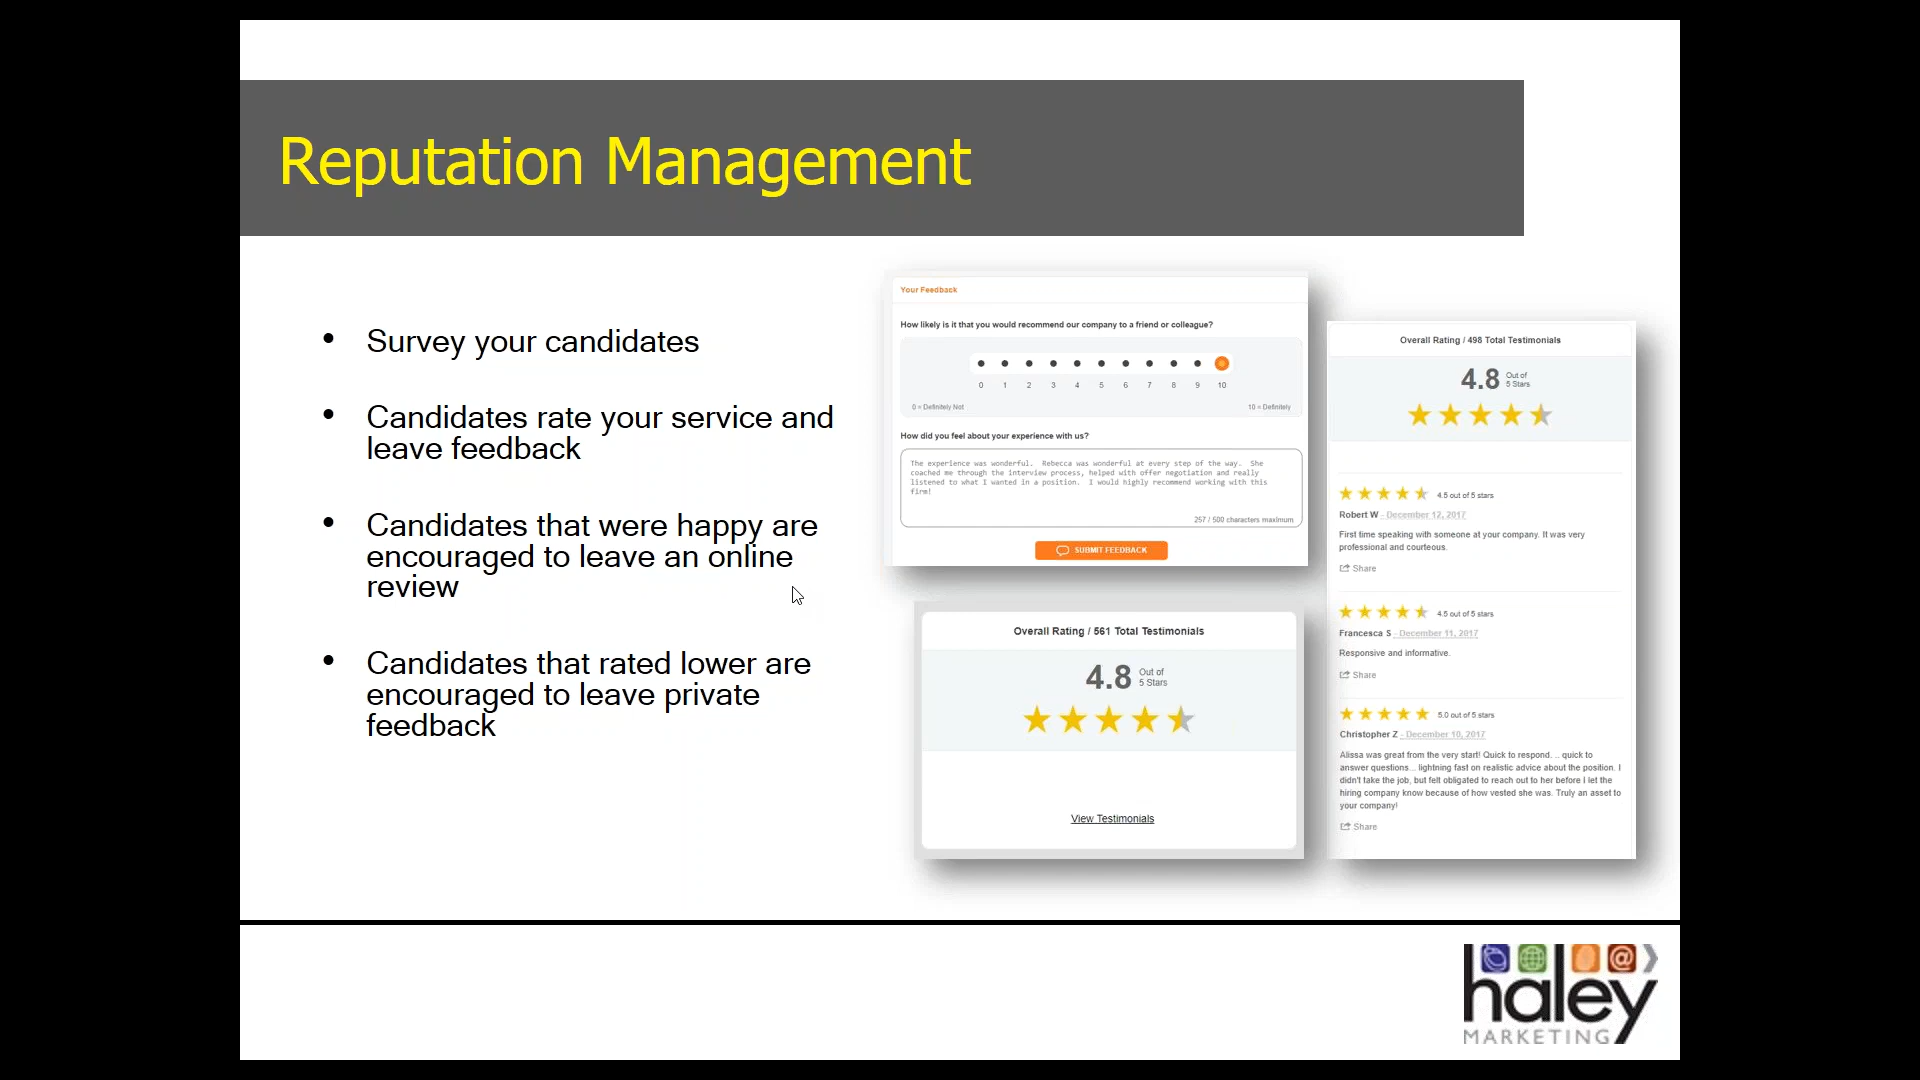 Reputation Management
• Survey your candidates
• Candidates rate your service and
leave feedback
• Candidates that were happy are
encouraged to leave an online
review
• Candidates that rated lower are
encouraged to leave private
feedback
Your Feedback
How likely is it that you would recommend our company to a friend or colleague?
0 1 2 3 4 5 6 7 8 9 10
0 = Definitely Not 10 = Definitely
How did you feel about your experience with us?
The experience was wonderful. Rebecca was wonderful at every step of the way. She
coached me through the interview process, helped with offer negotiation and really
listened to what I wanted in a position. I would highly recommend working with this
firm!
257 / 500 characters maximum
SUBMIT FEEDBACK
Overall Rating / 561 Total Testimonials
4.8 Out of
5 Stars
View Testimonials
Overall Rating / 498 Total Testimonials
4.8 Out of
5 Stars
4.5 out of 5 stars
Robert W - December 12, 2017
First time speaking with someone at your company. It was very
professional and courteous.
Share
4.5 out of 5 stars
Francesca S - December 11, 2017
Responsive and informative.
Share
5.0 out of 5 stars
Christopher Z - December 10, 2017
Alissa was great from the very start! Quick to respond... quick to
answer questions... lightning fast on realistic advice about the position. I
didn't take the job, but felt obligated to reach out to her before I let the
hiring company know because of how vested she was. Truly an asset to
your company!
Share
haley
MARKETING